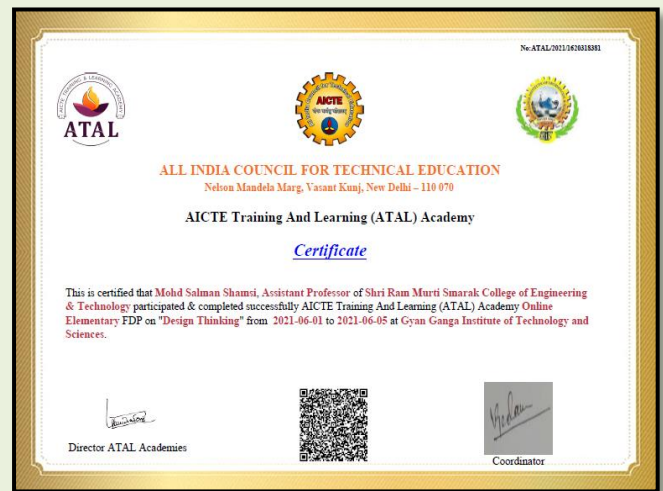 No:ATAL/2021/1620318381
ATAL
AICTE
ALL INDIA COUNCIL FOR TECHNICAL EDUCATION
Nelson Mandela Marg, Vasant Kunj, New Delhi – 110 070
AICTE Training And Learning (ATAL) Academy
Certificate
This is certified that Mohd Salman Shamsi, Assistant Professor of Shri Ram Murti Smarak College of Engineering
& Technology participated & completed successfully AICTE Training And Learning (ATAL) Academy Online
Elementary FDP on "Design Thinking" from 2021-06-01 to 2021-06-05 at Gyan Ganga Institute of Technology and
Sciences.
Director ATAL Academies
Coordinator